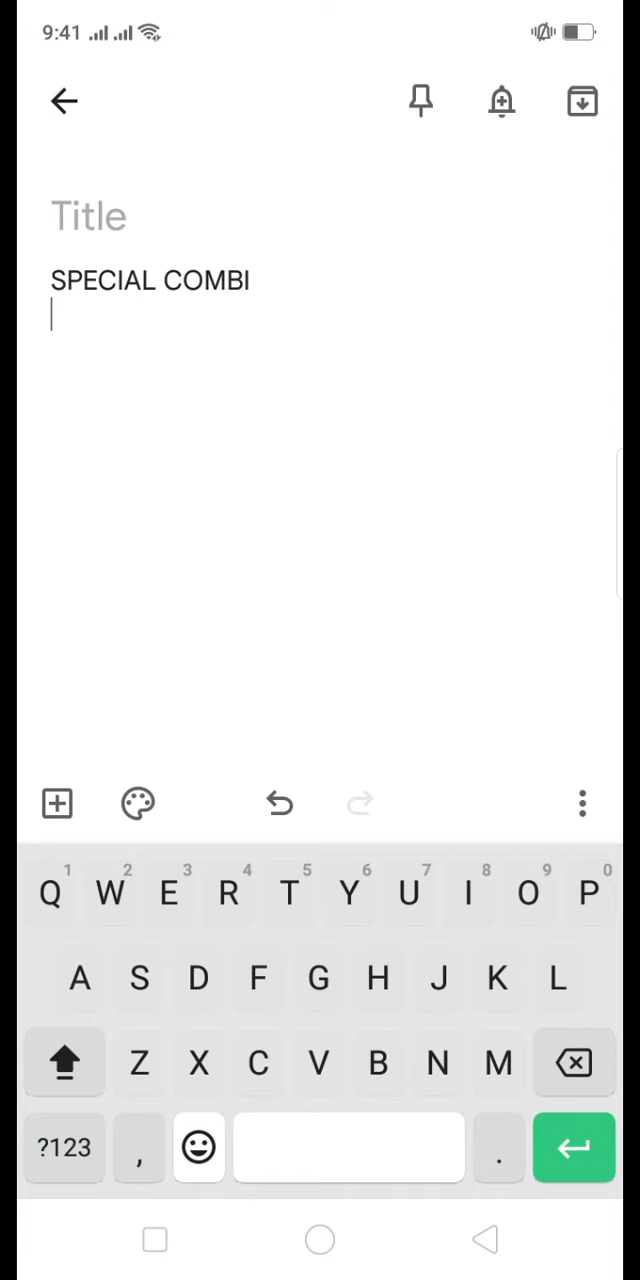 9:41
Title
SPECIAL COMBI
1 2 3 4 5 6 7 8 9 0
Q W E R T Y U I O P
A S D F G H J K L
Z X C V B N M
?123 , .